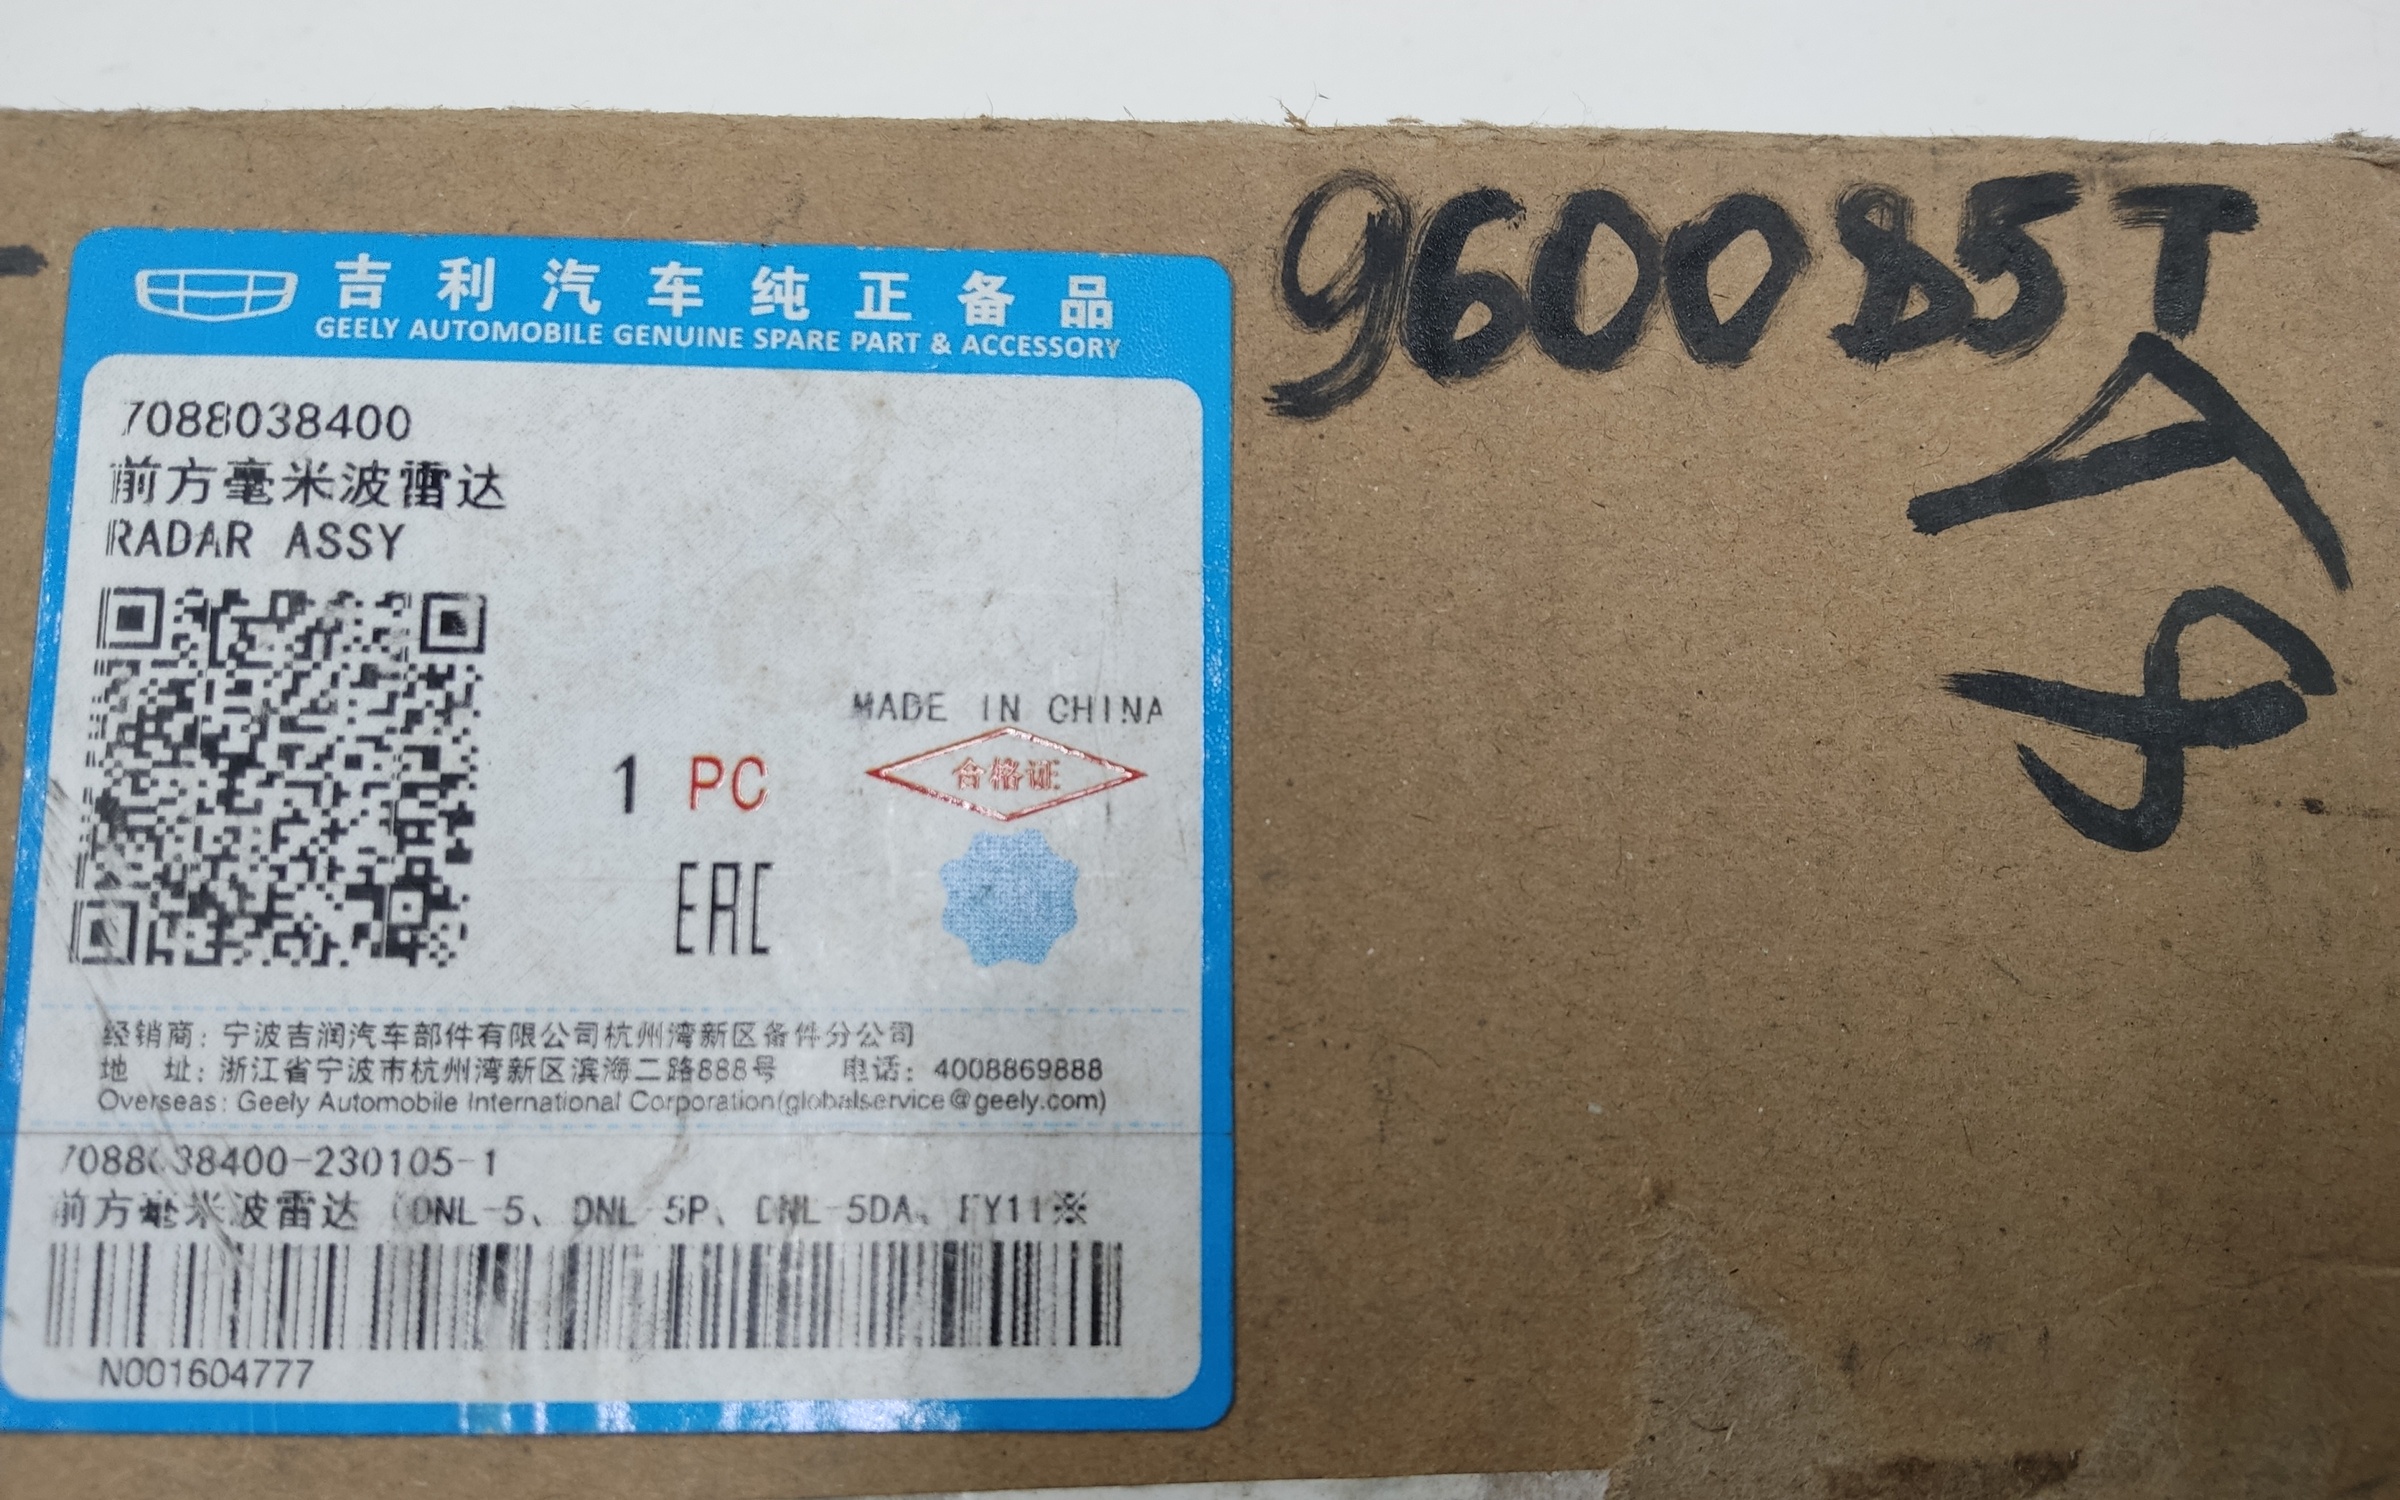 吉利汽车纯正备品
GEELY AUTOMOBILE GENUINE SPARE PART & ACCESSORY
7088038400
前方毫米波雷达
RADAR ASSY
MADE IN CHINA
1 PC
合格证
EAC
经销商：宁波吉润汽车部件有限公司杭州湾新区备件分公司
地 址：浙江省宁波市杭州湾新区滨海二路888号 电话：4008869888
Overseas: Geely Automobile International Corporation(globalservice@geely.com)
7088038400-230105-1
前方毫米波雷达（DNL-5、DNL-5P、DNL-5DA、FY11※
N001604777
960085T
A8